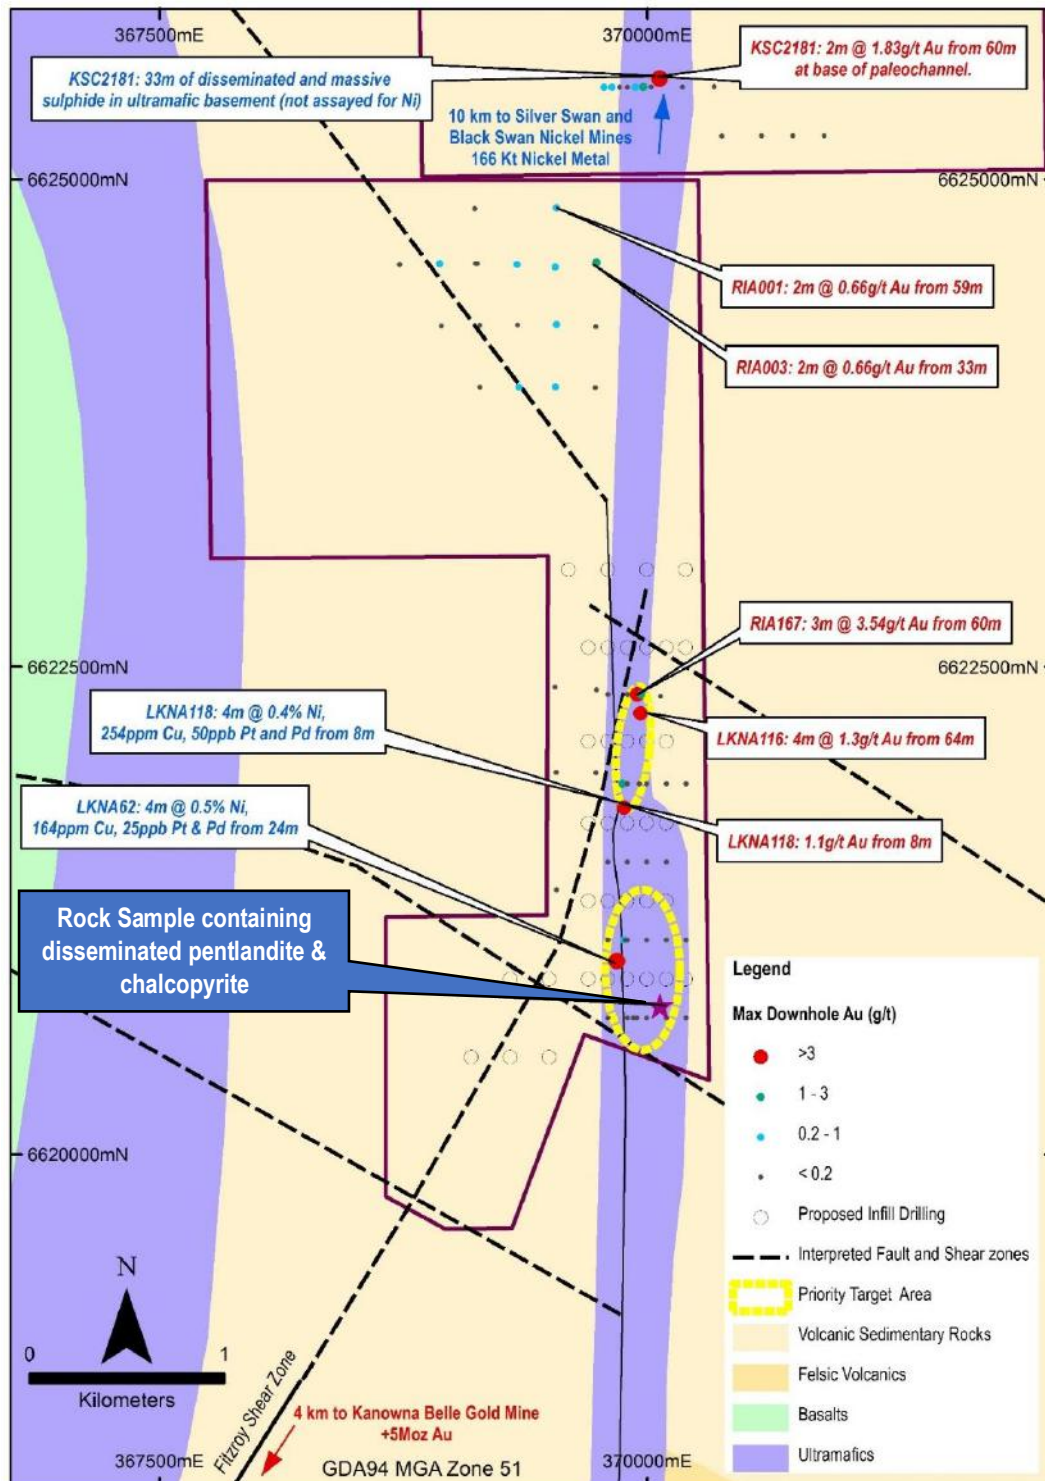 367500mE
370000mE
KSC2181: 2m @ 1.83g/t Au from 60m
at base of paleochannel.
KSC2181: 33m of disseminated and massive
sulphide in ultramafic basement (not assayed for Ni)
10 km to Silver Swan and
Black Swan Nickel Mines
166 Kt Nickel Metal
6625000mN
6625000mN
RIA001: 2m @ 0.66g/t Au from 59m
RIA003: 2m @ 0.66g/t Au from 33m
RIA167: 3m @ 3.54g/t Au from 60m
6622500mN
6622500mN
LKNA118: 4m @ 0.4% Ni,
254ppm Cu, 50ppb Pt and Pd from 8m
LKNA116: 4m @ 1.3g/t Au from 64m
LKNA62: 4m @ 0.5% Ni,
164ppm Cu, 25ppb Pt & Pd from 24m
LKNA118: 1.1g/t Au from 8m
Rock Sample containing
disseminated pentlandite &
chalcopyrite
Legend
Max Downhole Au (g/t)
>3
1 - 3
0.2 - 1
< 0.2
Proposed Infill Drilling
Interpreted Fault and Shear zones
Priority Target Area
Volcanic Sedimentary Rocks
Felsic Volcanics
Basalts
Ultramafics
6620000mN
N
0 1
Kilometers
Fitzroy Shear Zone
4 km to Kanowna Belle Gold Mine
+5Moz Au
367500mE
GDA94 MGA Zone 51
370000mE